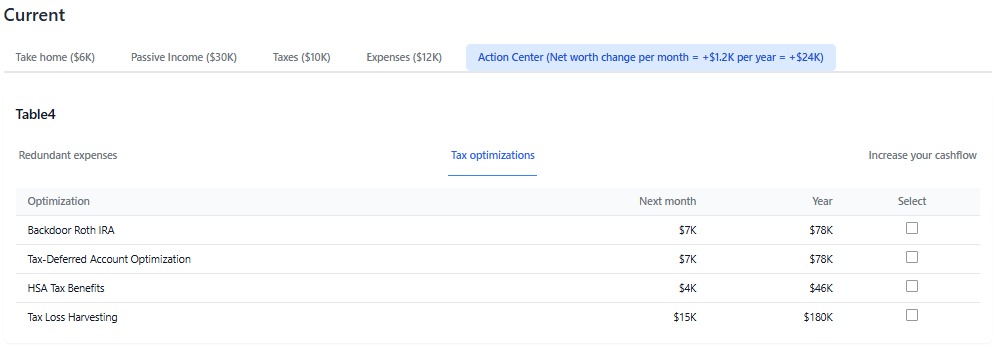 Current
Take home ($6K) Passive Income ($30K) Taxes ($10K) Expenses ($12K) Action Center (Net worth change per month = +$1.2K per year = +$24K)
Table4
Redundant expenses Tax optimizations Increase your cashflow
Optimization Next month Year Select
Backdoor Roth IRA $7K $78K
Tax-Deferred Account Optimization $7K $78K
HSA Tax Benefits $4K $46K
Tax Loss Harvesting $15K $180K